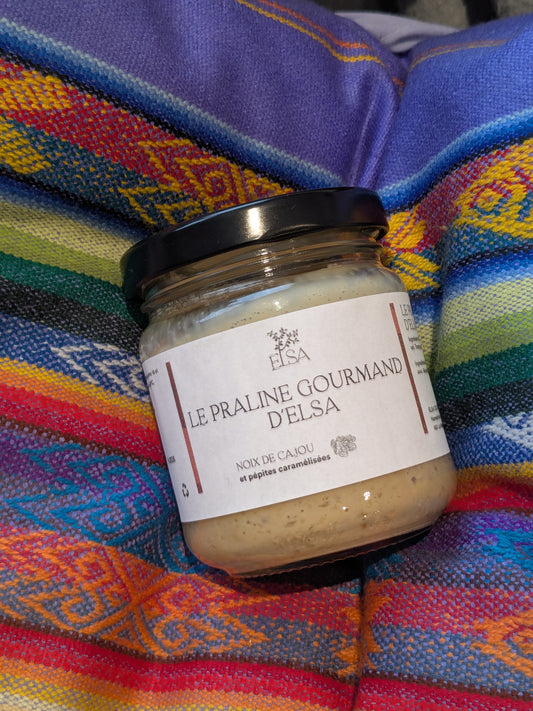 ELSA
LE PRALINE GOURMAND
D'ELSA
NOIX DE CAJOU
et pépites caramélisées